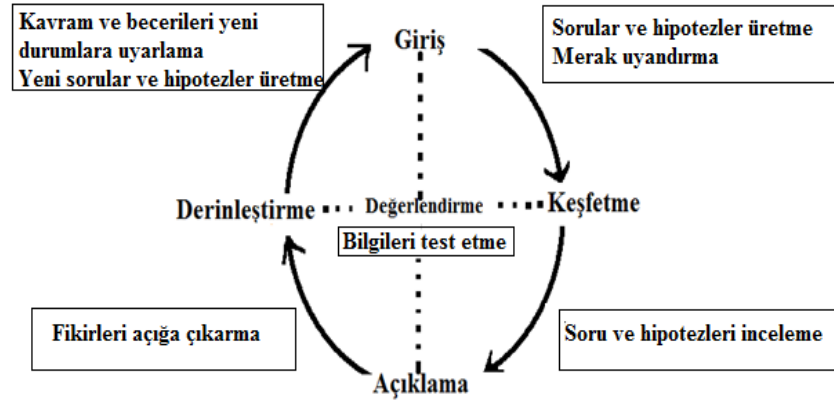 Kavram ve becerileri yeni
durumlara uyarlama
Yeni sorular ve hipotezler üretme
Giriş
Sorular ve hipotezler üretme
Merak uyandırma
Derinleştirme
Değerlendirme
Keşfetme
Bilgileri test etme
Fikirleri açığa çıkarma
Soru ve hipotezleri inceleme
Açıklama